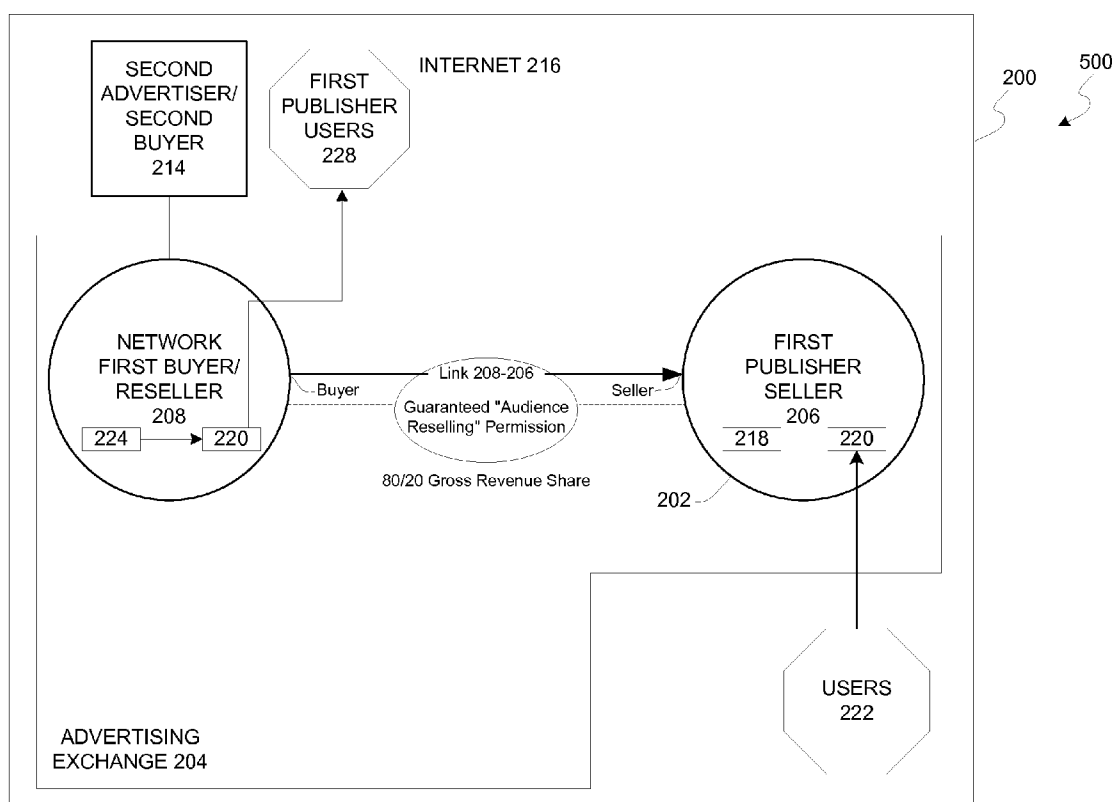 SECOND
ADVERTISER/
SECOND
BUYER
214
FIRST
PUBLISHER
USERS
228
INTERNET 216
200
500
NETWORK
FIRST BUYER/
RESELLER
208
224
220
Buyer
Link 208-206
Seller
Guaranteed "Audience
Reselling" Permission
80/20 Gross Revenue Share
FIRST
PUBLISHER
SELLER
206
218
220
202
USERS
222
ADVERTISING
EXCHANGE 204